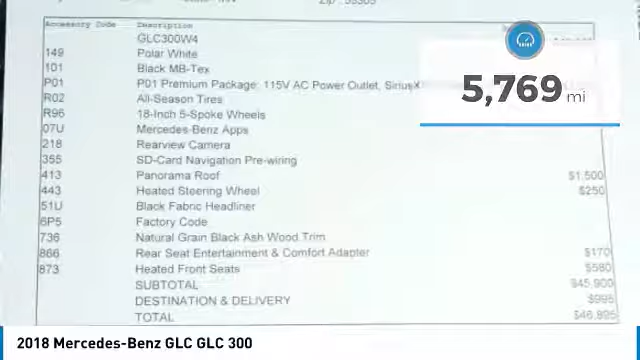 Accessory Code Description
GLC300W4
149 Polar White
101 Black MB-Tex
P01 P01 Premium Package: 115V AC Power Outlet, SiriusX
R02 All-Season Tires
R96 18-Inch 5-Spoke Wheels
07U Mercedes-Benz Apps
218 Rearview Camera
355 SD-Card Navigation Pre-wiring
413 Panorama Roof $1,500
443 Heated Steering Wheel $250
51U Black Fabric Headliner
6P5 Factory Code
736 Natural Grain Black Ash Wood Trim
866 Rear Seat Entertainment & Comfort Adapter $170
873 Heated Front Seats $580
SUBTOTAL $45,900
DESTINATION & DELIVERY $995
TOTAL $46,895
5,769 mi
2018 Mercedes-Benz GLC GLC 300